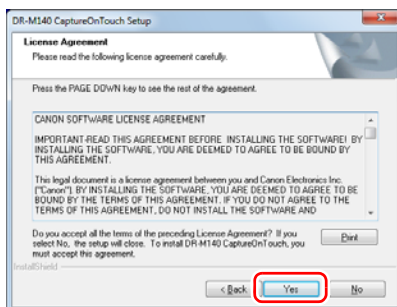 DR-M140 CaptureOnTouch Setup
License Agreement
Please read the following license agreement carefully.
Press the PAGE DOWN key to see the rest of the agreement.
CANON SOFTWARE LICENSE AGREEMENT
IMPORTANT-READ THIS AGREEMENT BEFORE INSTALLING THE SOFTWARE! BY
INSTALLING THE SOFTWARE, YOU ARE DEEMED TO AGREE TO BE BOUND BY
THIS AGREEMENT.
This legal document is a license agreement between you and Canon Electronics Inc.
("Canon"). BY INSTALLING THE SOFTWARE, YOU ARE DEEMED TO AGREE TO BE
BOUND BY THE TERMS OF THIS AGREEMENT. IF YOU DO NOT AGREE TO THE
TERMS OF THIS AGREEMENT, DO NOT INSTALL THE SOFTWARE AND
Do you accept all the terms of the preceding License Agreement? If you
select No, the setup will close. To install DR-M140 CaptureOnTouch, you
must accept this agreement.
Print
InstallShield
< Back
Yes
No